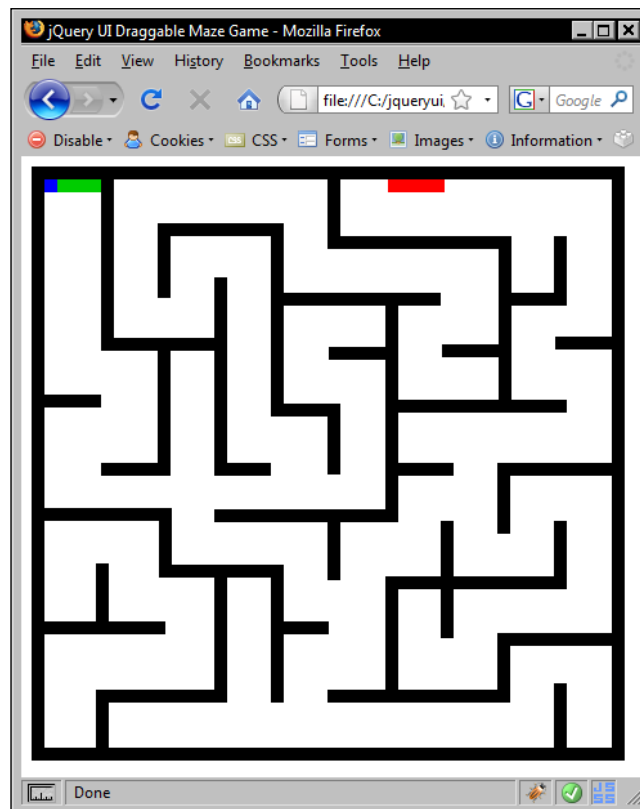 jQuery UI Draggable Maze Game - Mozilla Firefox
File Edit View History Bookmarks Tools Help
file:///C:/jqueryui, G Google
Disable Cookies CSS CSS Forms Images Information
Done